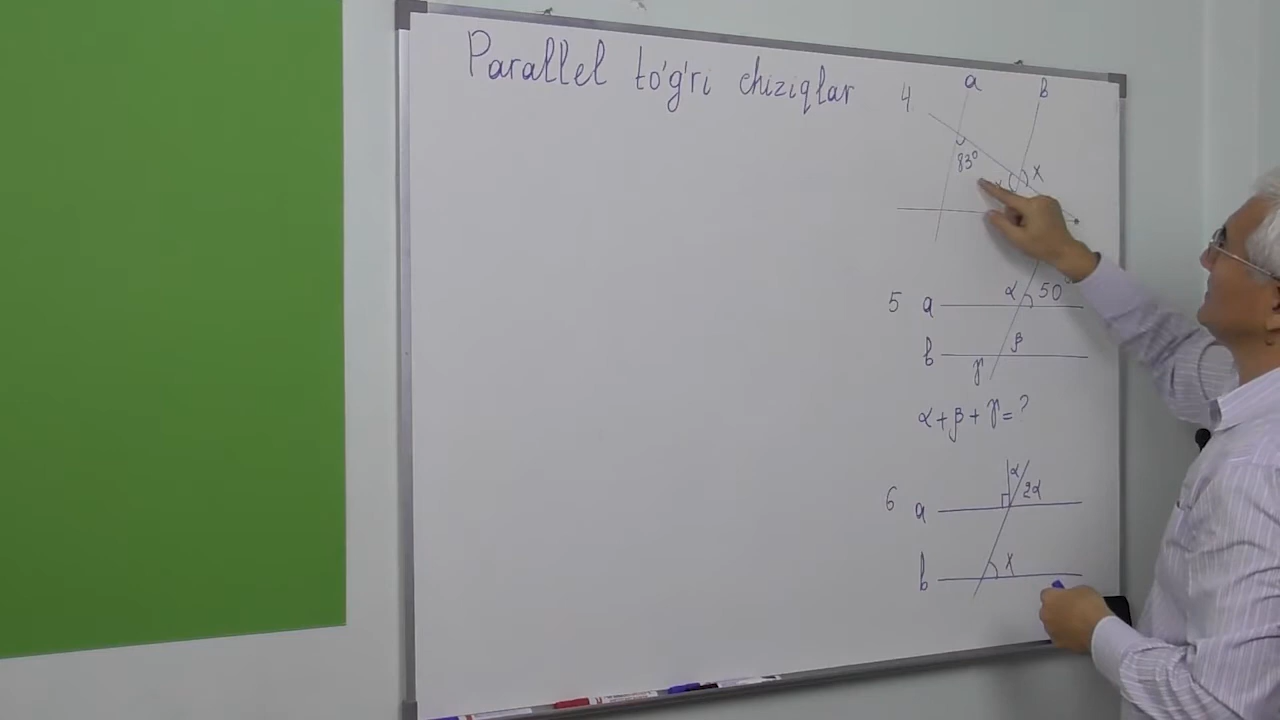 Parallel to'g'ri chiziqlar
4
a b
83° x
x
5 a α 50°
b β
γ
α + β + γ = ?
6 a α 2α
b x